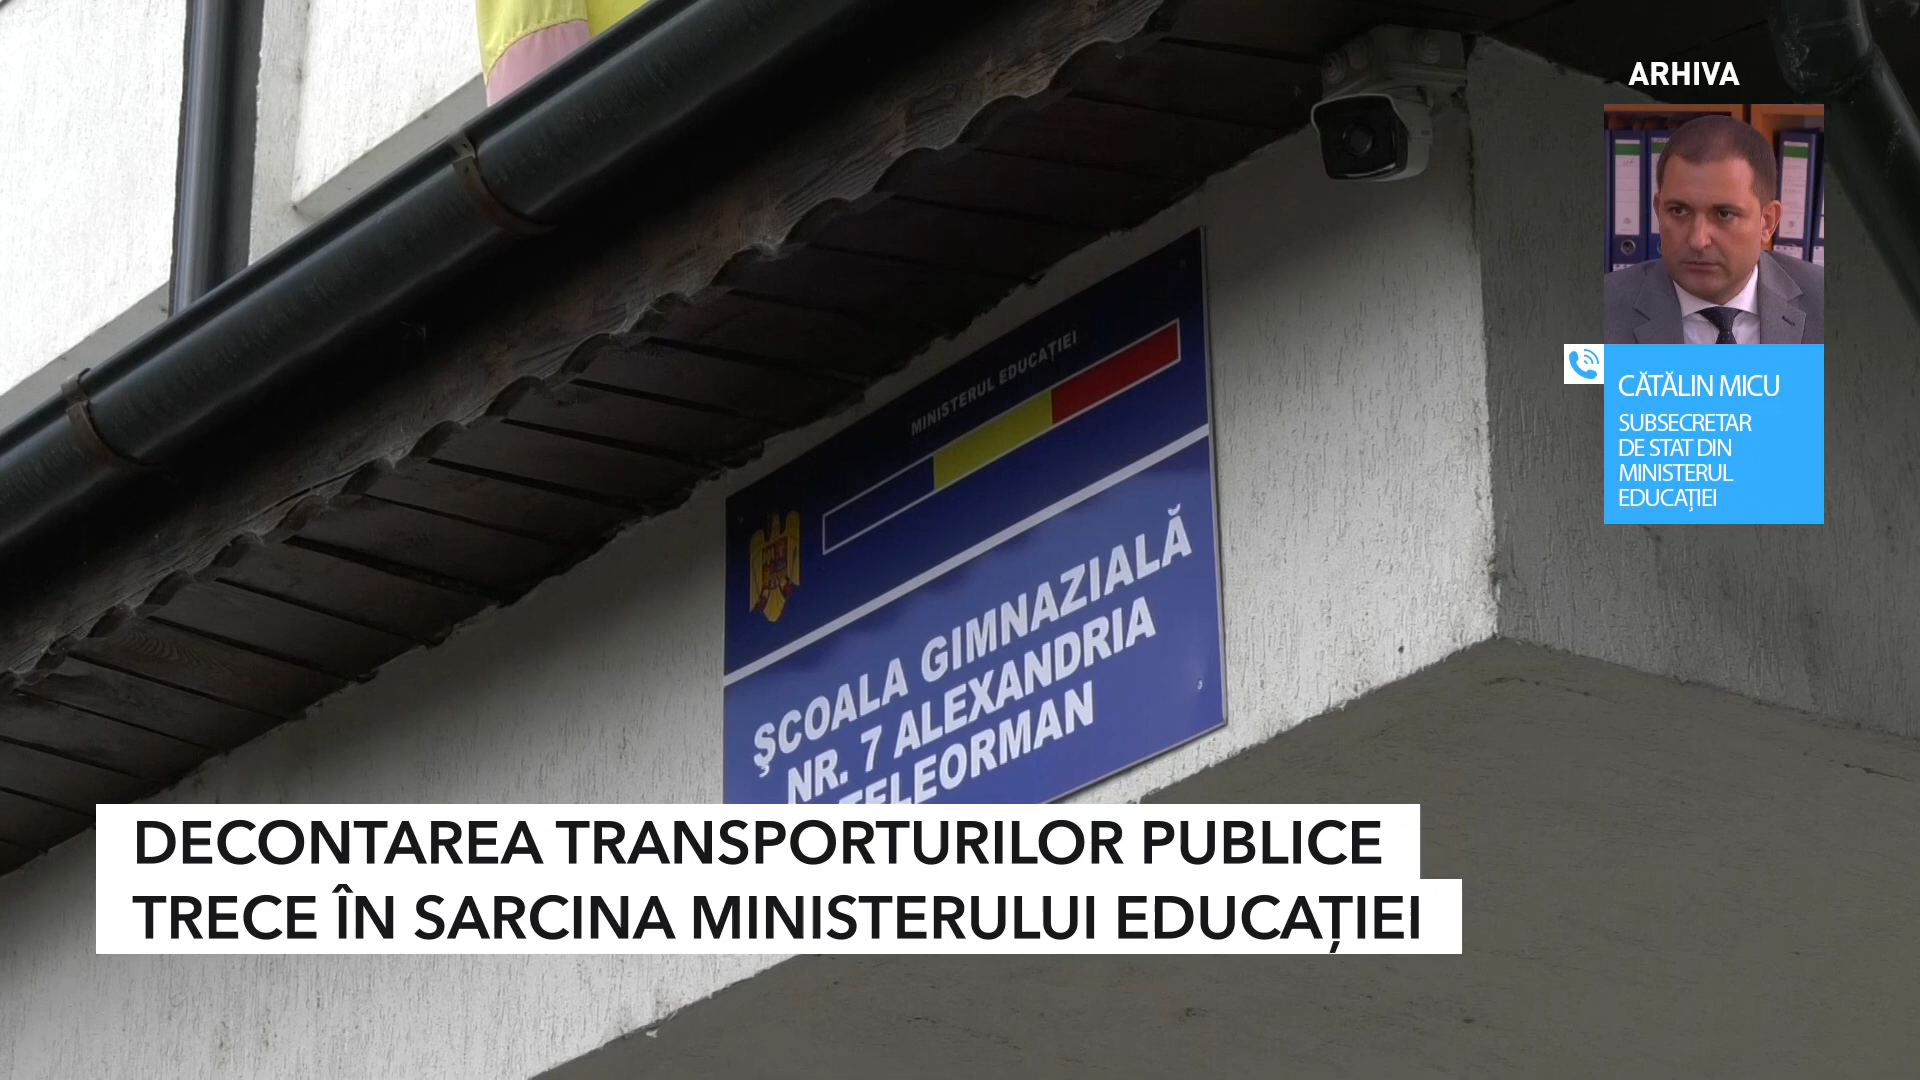 ARHIVA
CĂTĂLIN MICU
SUBSECRETAR
DE STAT DIN
MINISTERUL
EDUCAȚIEI
MINISTERUL EDUCAȚIEI
ŞCOALA GIMNAZIALĂ
NR. 7 ALEXANDRIA
TELEORMAN
DECONTAREA TRANSPORTURILOR PUBLICE
TRECE ÎN SARCINA MINISTERULUI EDUCAȚIEI